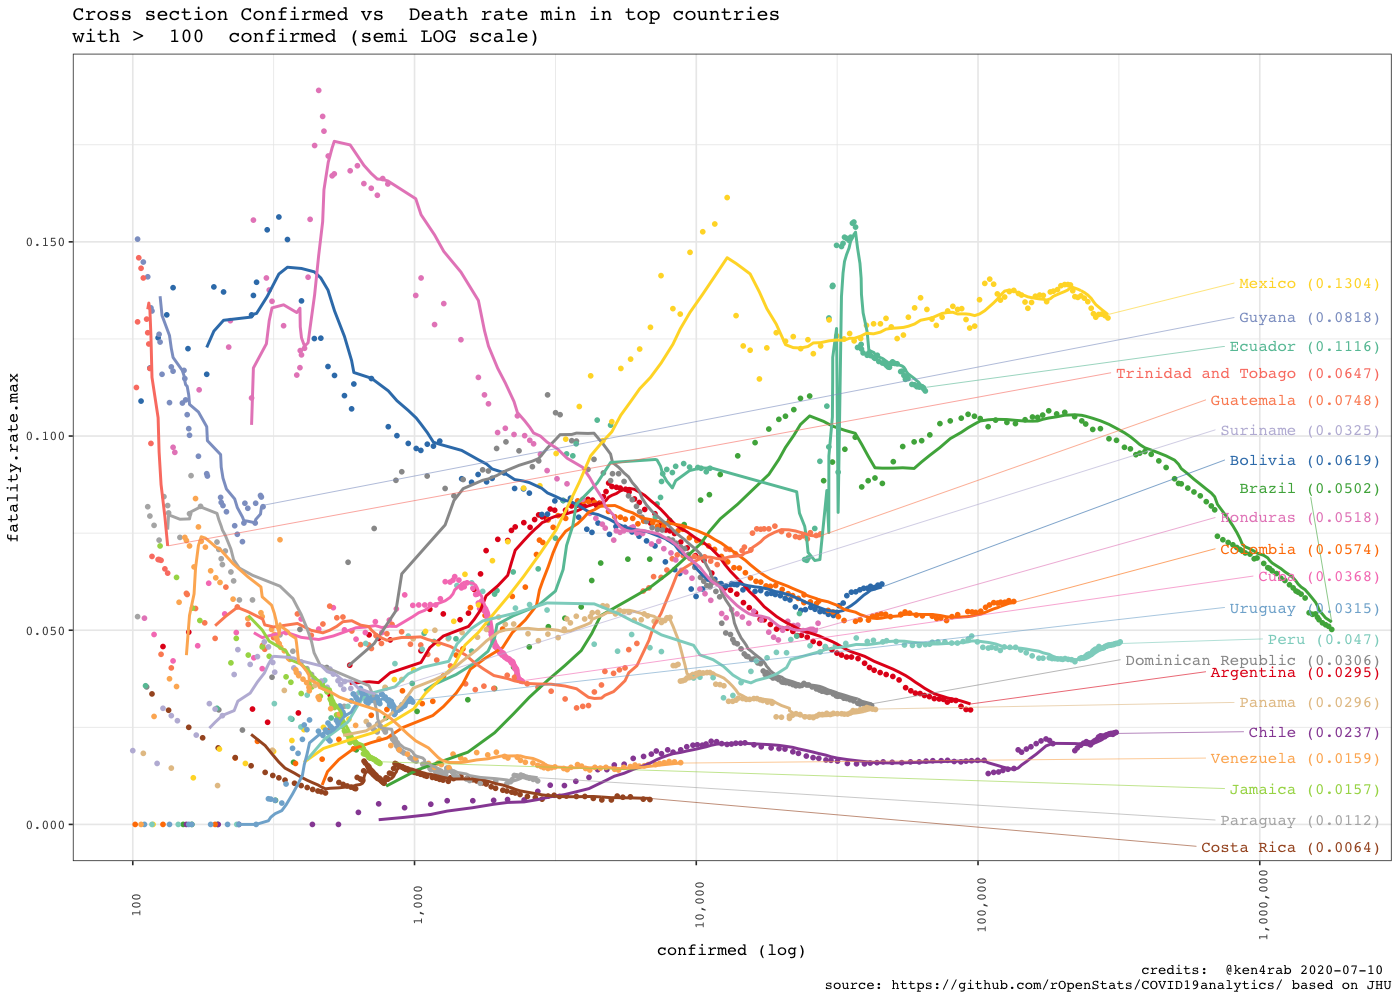 Cross section Confirmed vs  Death rate min in top countries
with >  100  confirmed (semi LOG scale)
fatality.rate.max
0.150
0.100
0.050
0.000
Mexico (0.1304)
Guyana (0.0818)
Ecuador (0.1116)
Trinidad and Tobago (0.0647)
Guatemala (0.0748)
Suriname (0.0325)
Bolivia (0.0619)
Brazil (0.0502)
Honduras (0.0518)
Colombia (0.0574)
Cuba (0.0368)
Uruguay (0.0315)
Peru (0.047)
Dominican Republic (0.0306)
Argentina (0.0295)
Panama (0.0296)
Chile (0.0237)
Venezuela (0.0159)
Jamaica (0.0157)
Paraguay (0.0112)
Costa Rica (0.0064)
100
1,000
10,000
100,000
1,000,000
confirmed (log)
credits:  @ken4rab 2020-07-10
source: https://github.com/rOpenStats/COVID19analytics/ based on JHU